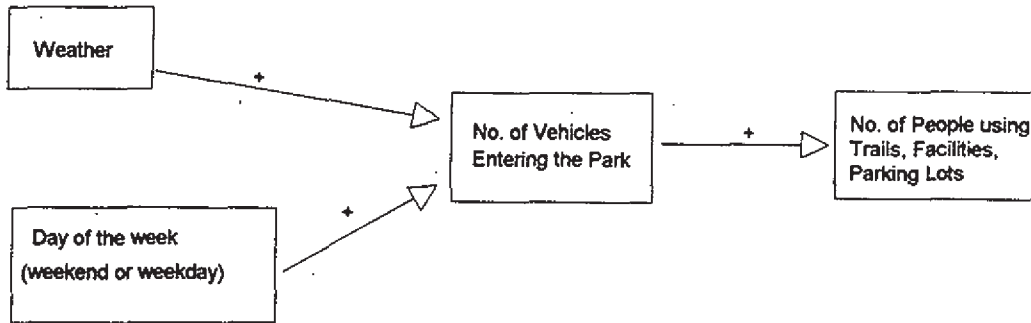 Weather
+
No. of Vehicles
Entering the Park
+
No. of People using
Trails, Facilities,
Parking Lots
+
Day of the week
(weekend or weekday)